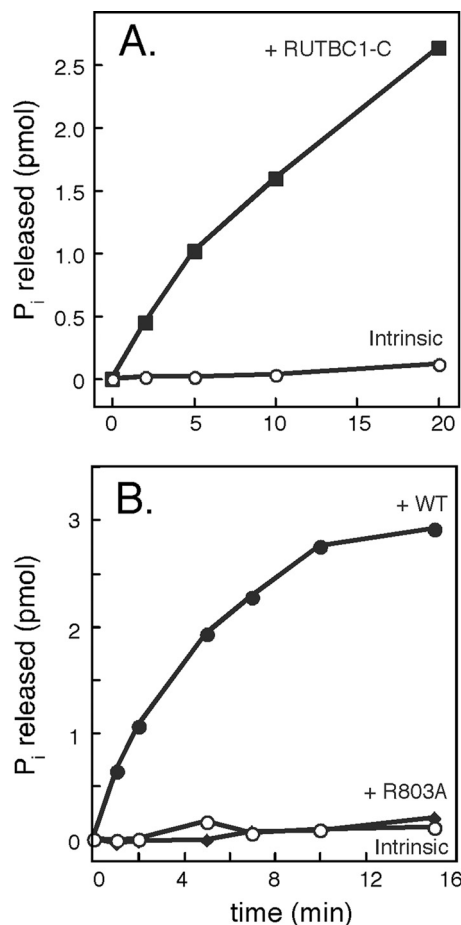 A.
+ RUTBC1-C
2.5
2.0
1.5
1.0
0.5
0
Pi released (pmol)
Intrinsic
0 5 10 15 20
B.
+ WT
3
2
1
0
Pi released (pmol)
+ R803A
Intrinsic
0 4 8 12 16
time (min)